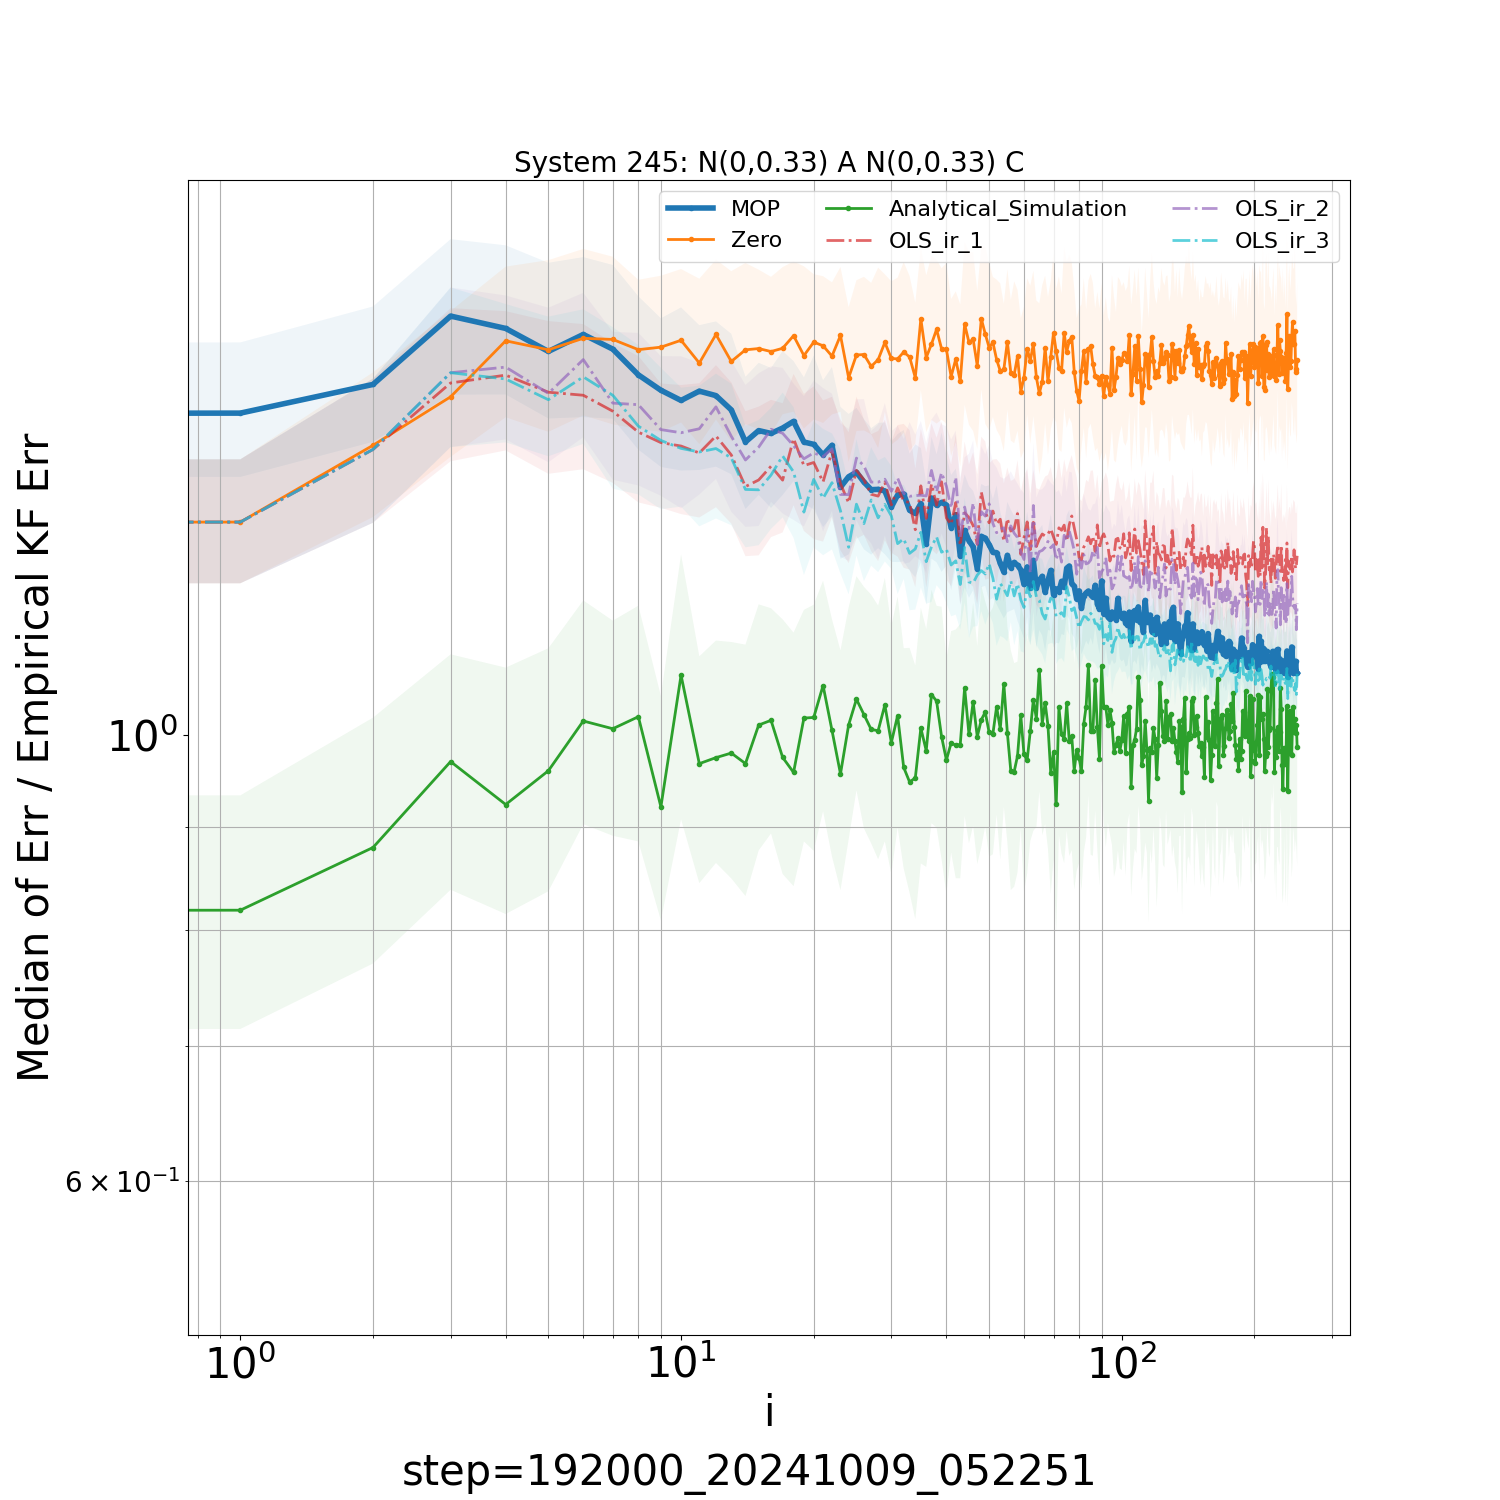 System 245: N(0,0.33) A N(0,0.33) C
MOP
Zero
Analytical_Simulation
OLS_ir_1
OLS_ir_2
OLS_ir_3
Median of Err / Empirical KF Err
10⁰
6 × 10⁻¹
10⁰ 10¹ 10²
i
step=192000_20241009_052251